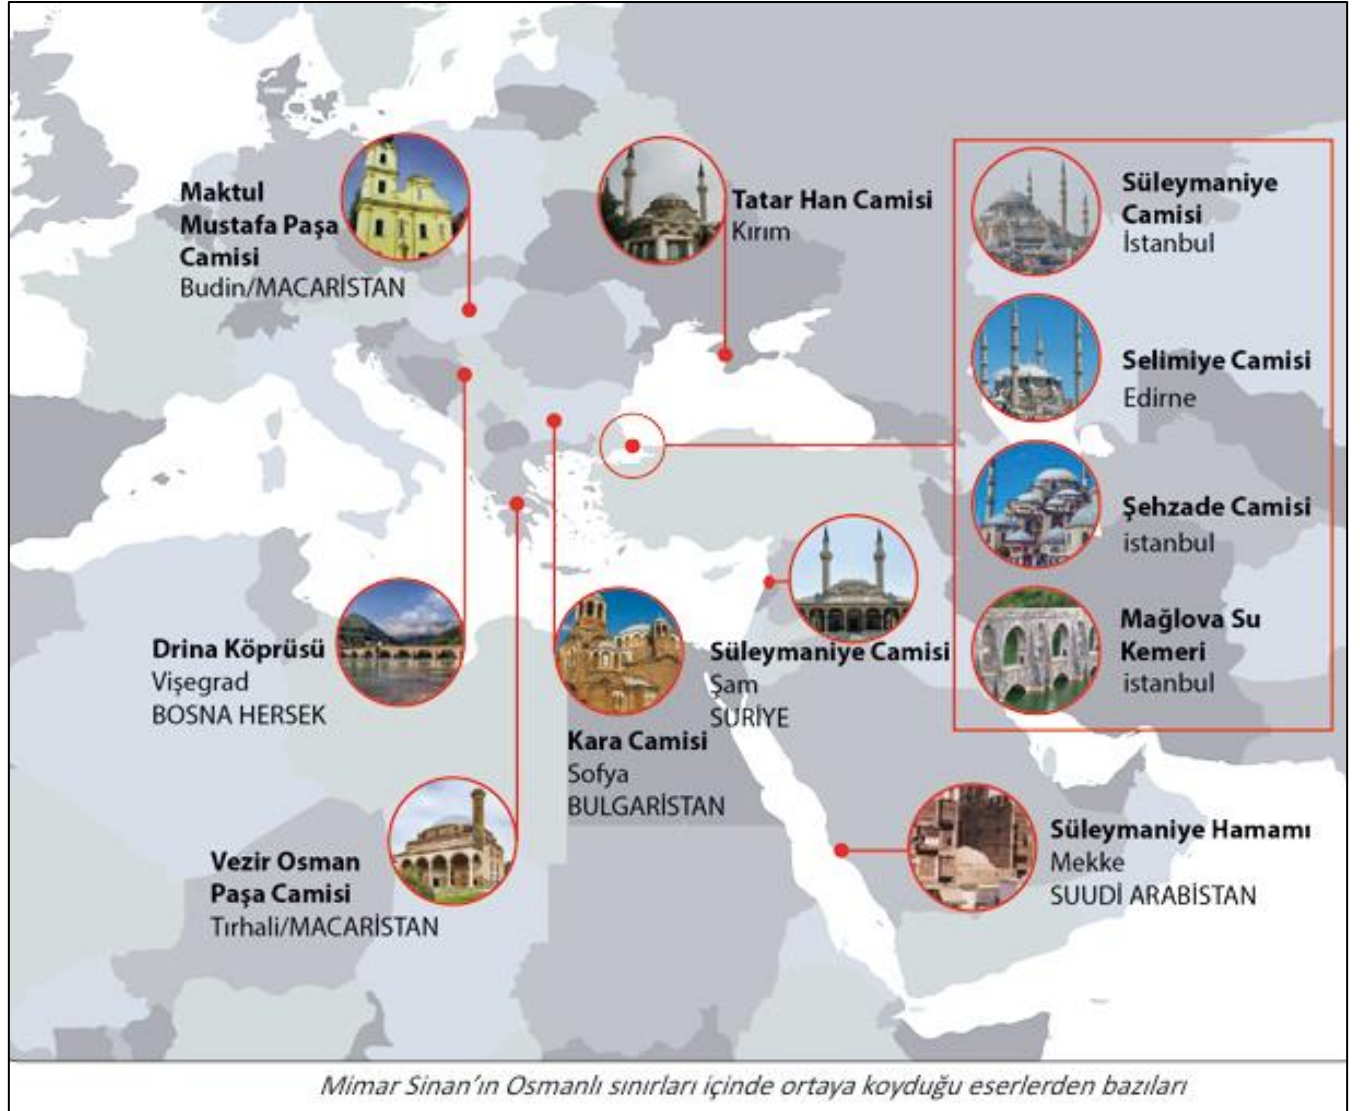 Maktul
Mustafa Paşa
Camisi
Budin/MACARİSTAN
Tatar Han Camisi
Kırım
Süleymaniye
Camisi
İstanbul
Selimiye Camisi
Edirne
Şehzade Camisi
istanbul
Mağlova Su
Kemeri
istanbul
Drina Köprüsü
Vişegrad
BOSNA HERSEK
Kara Camisi
Sofya
BULGARİSTAN
Süleymaniye Camisi
Şam
SURİYE
Vezir Osman
Paşa Camisi
Tırhali/MACARİSTAN
Süleymaniye Hamamı
Mekke
SUUDİ ARABİSTAN
Mimar Sinan'ın Osmanlı sınırları içinde ortaya koyduğu eserlerden bazıları